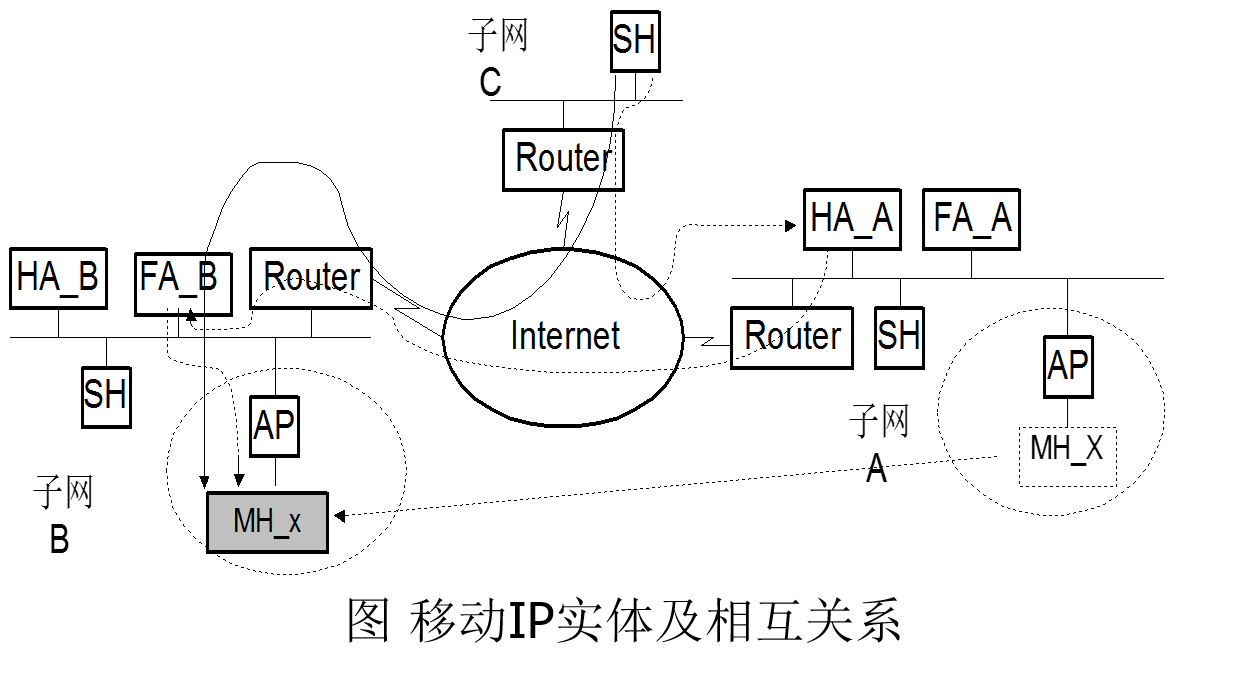 子网
C
SH
Router
HA_A
FA_A
HA_B
FA_B
Router
Internet
Router
SH
AP
SH
AP
子网
A
MH_X
子网
B
MH_x
图 移动IP实体及相互关系